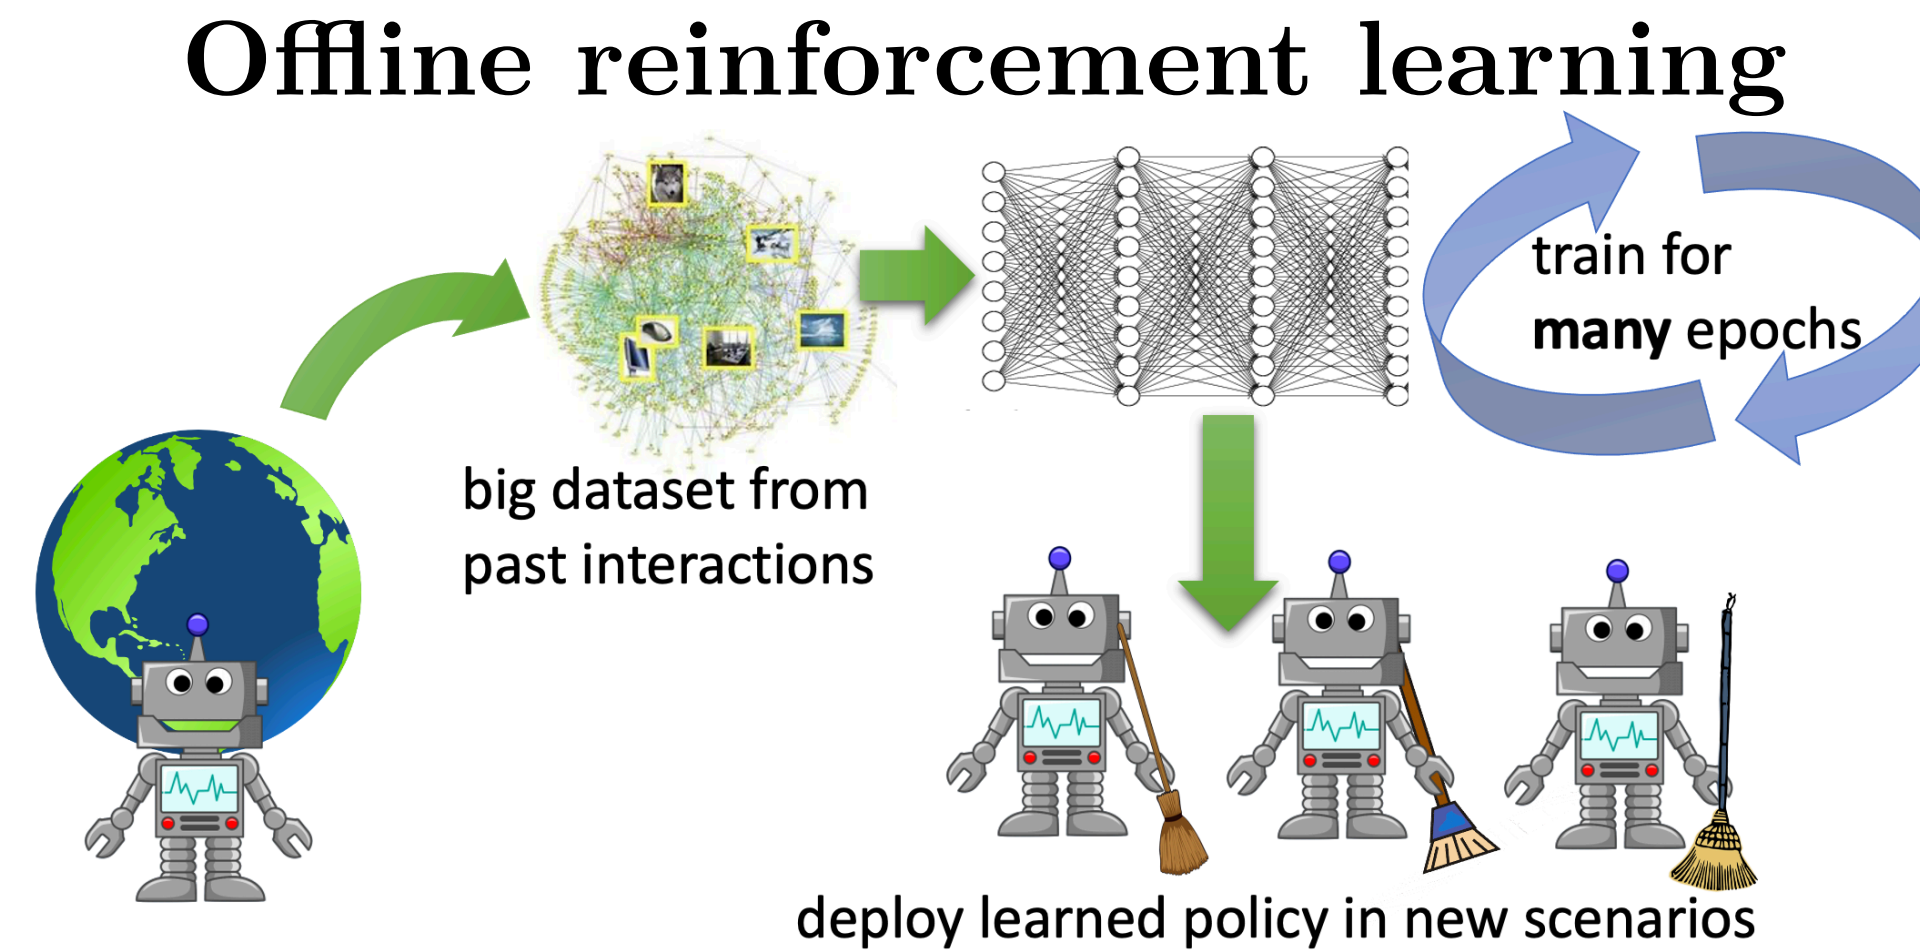 Offline reinforcement learning
train for
many epochs
big dataset from
past interactions
deploy learned policy in new scenarios